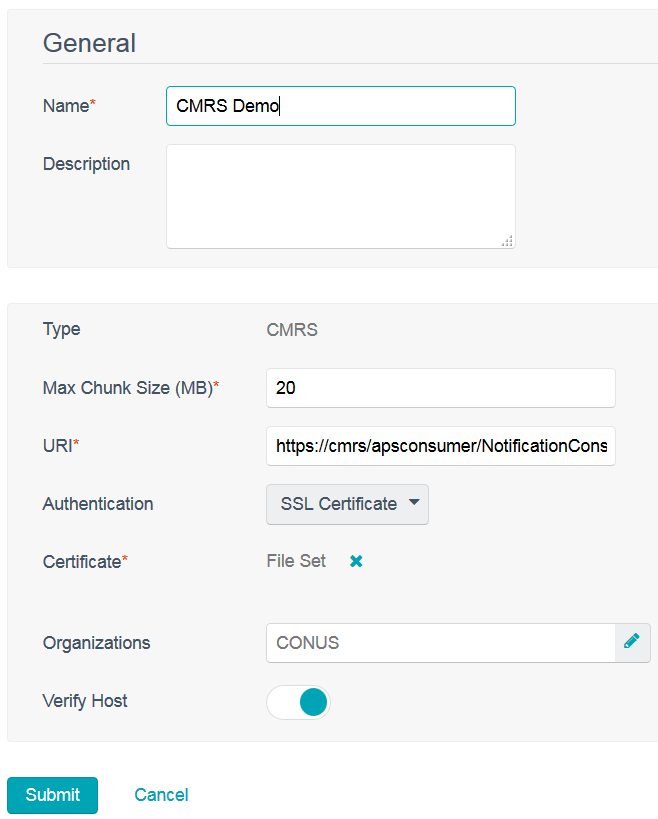 General
Name* CMRS Demo
Description
Type CMRS
Max Chunk Size (MB)* 20
URI* https://cmrs/apsconsumer/NotificationCons
Authentication SSL Certificate
Certificate* File Set
Organizations CONUS
Verify Host
Submit Cancel